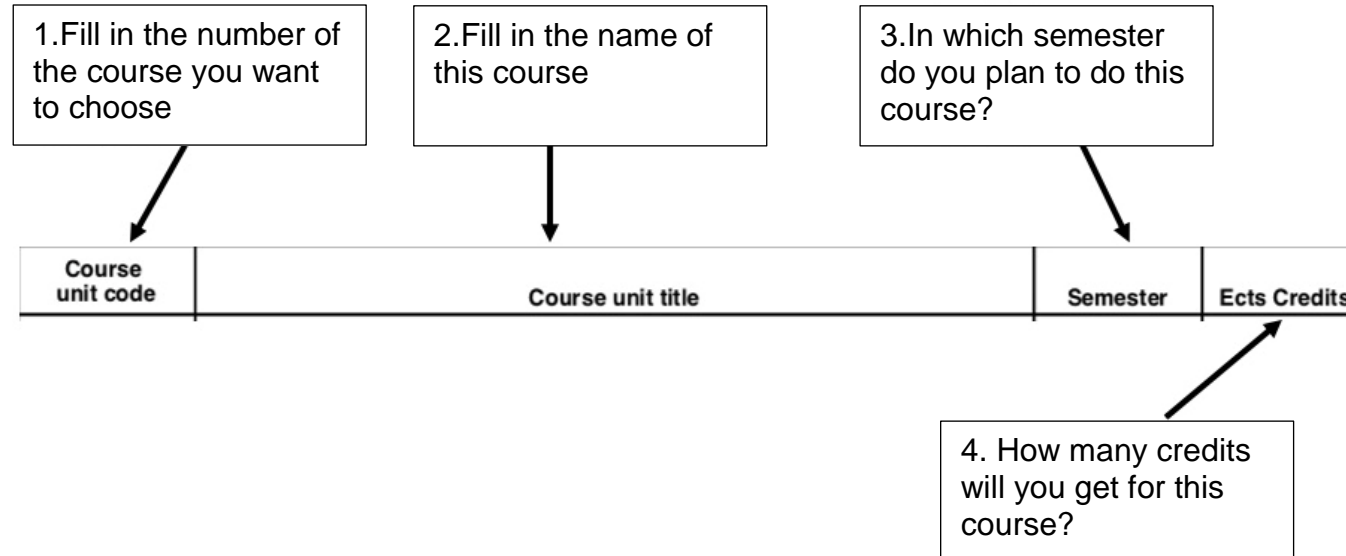 1.Fill in the number of
the course you want
to choose
2.Fill in the name of
this course
3.In which semester
do you plan to do this
course?
Course
unit code
Course unit title
Semester
Ects Credits
4. How many credits
will you get for this
course?